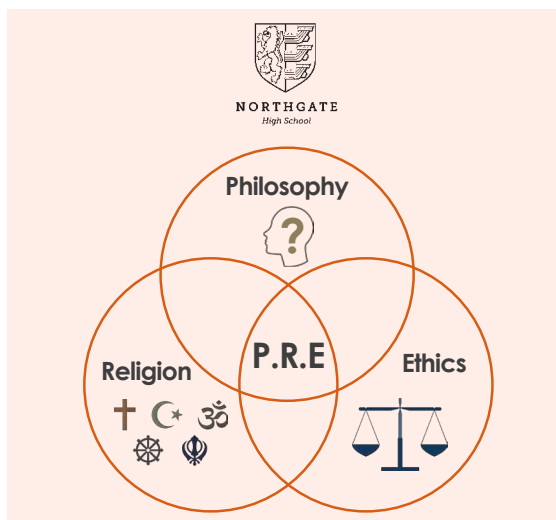 NORTHGATE
High School
Philosophy
?
P.R.E
Religion
Ethics